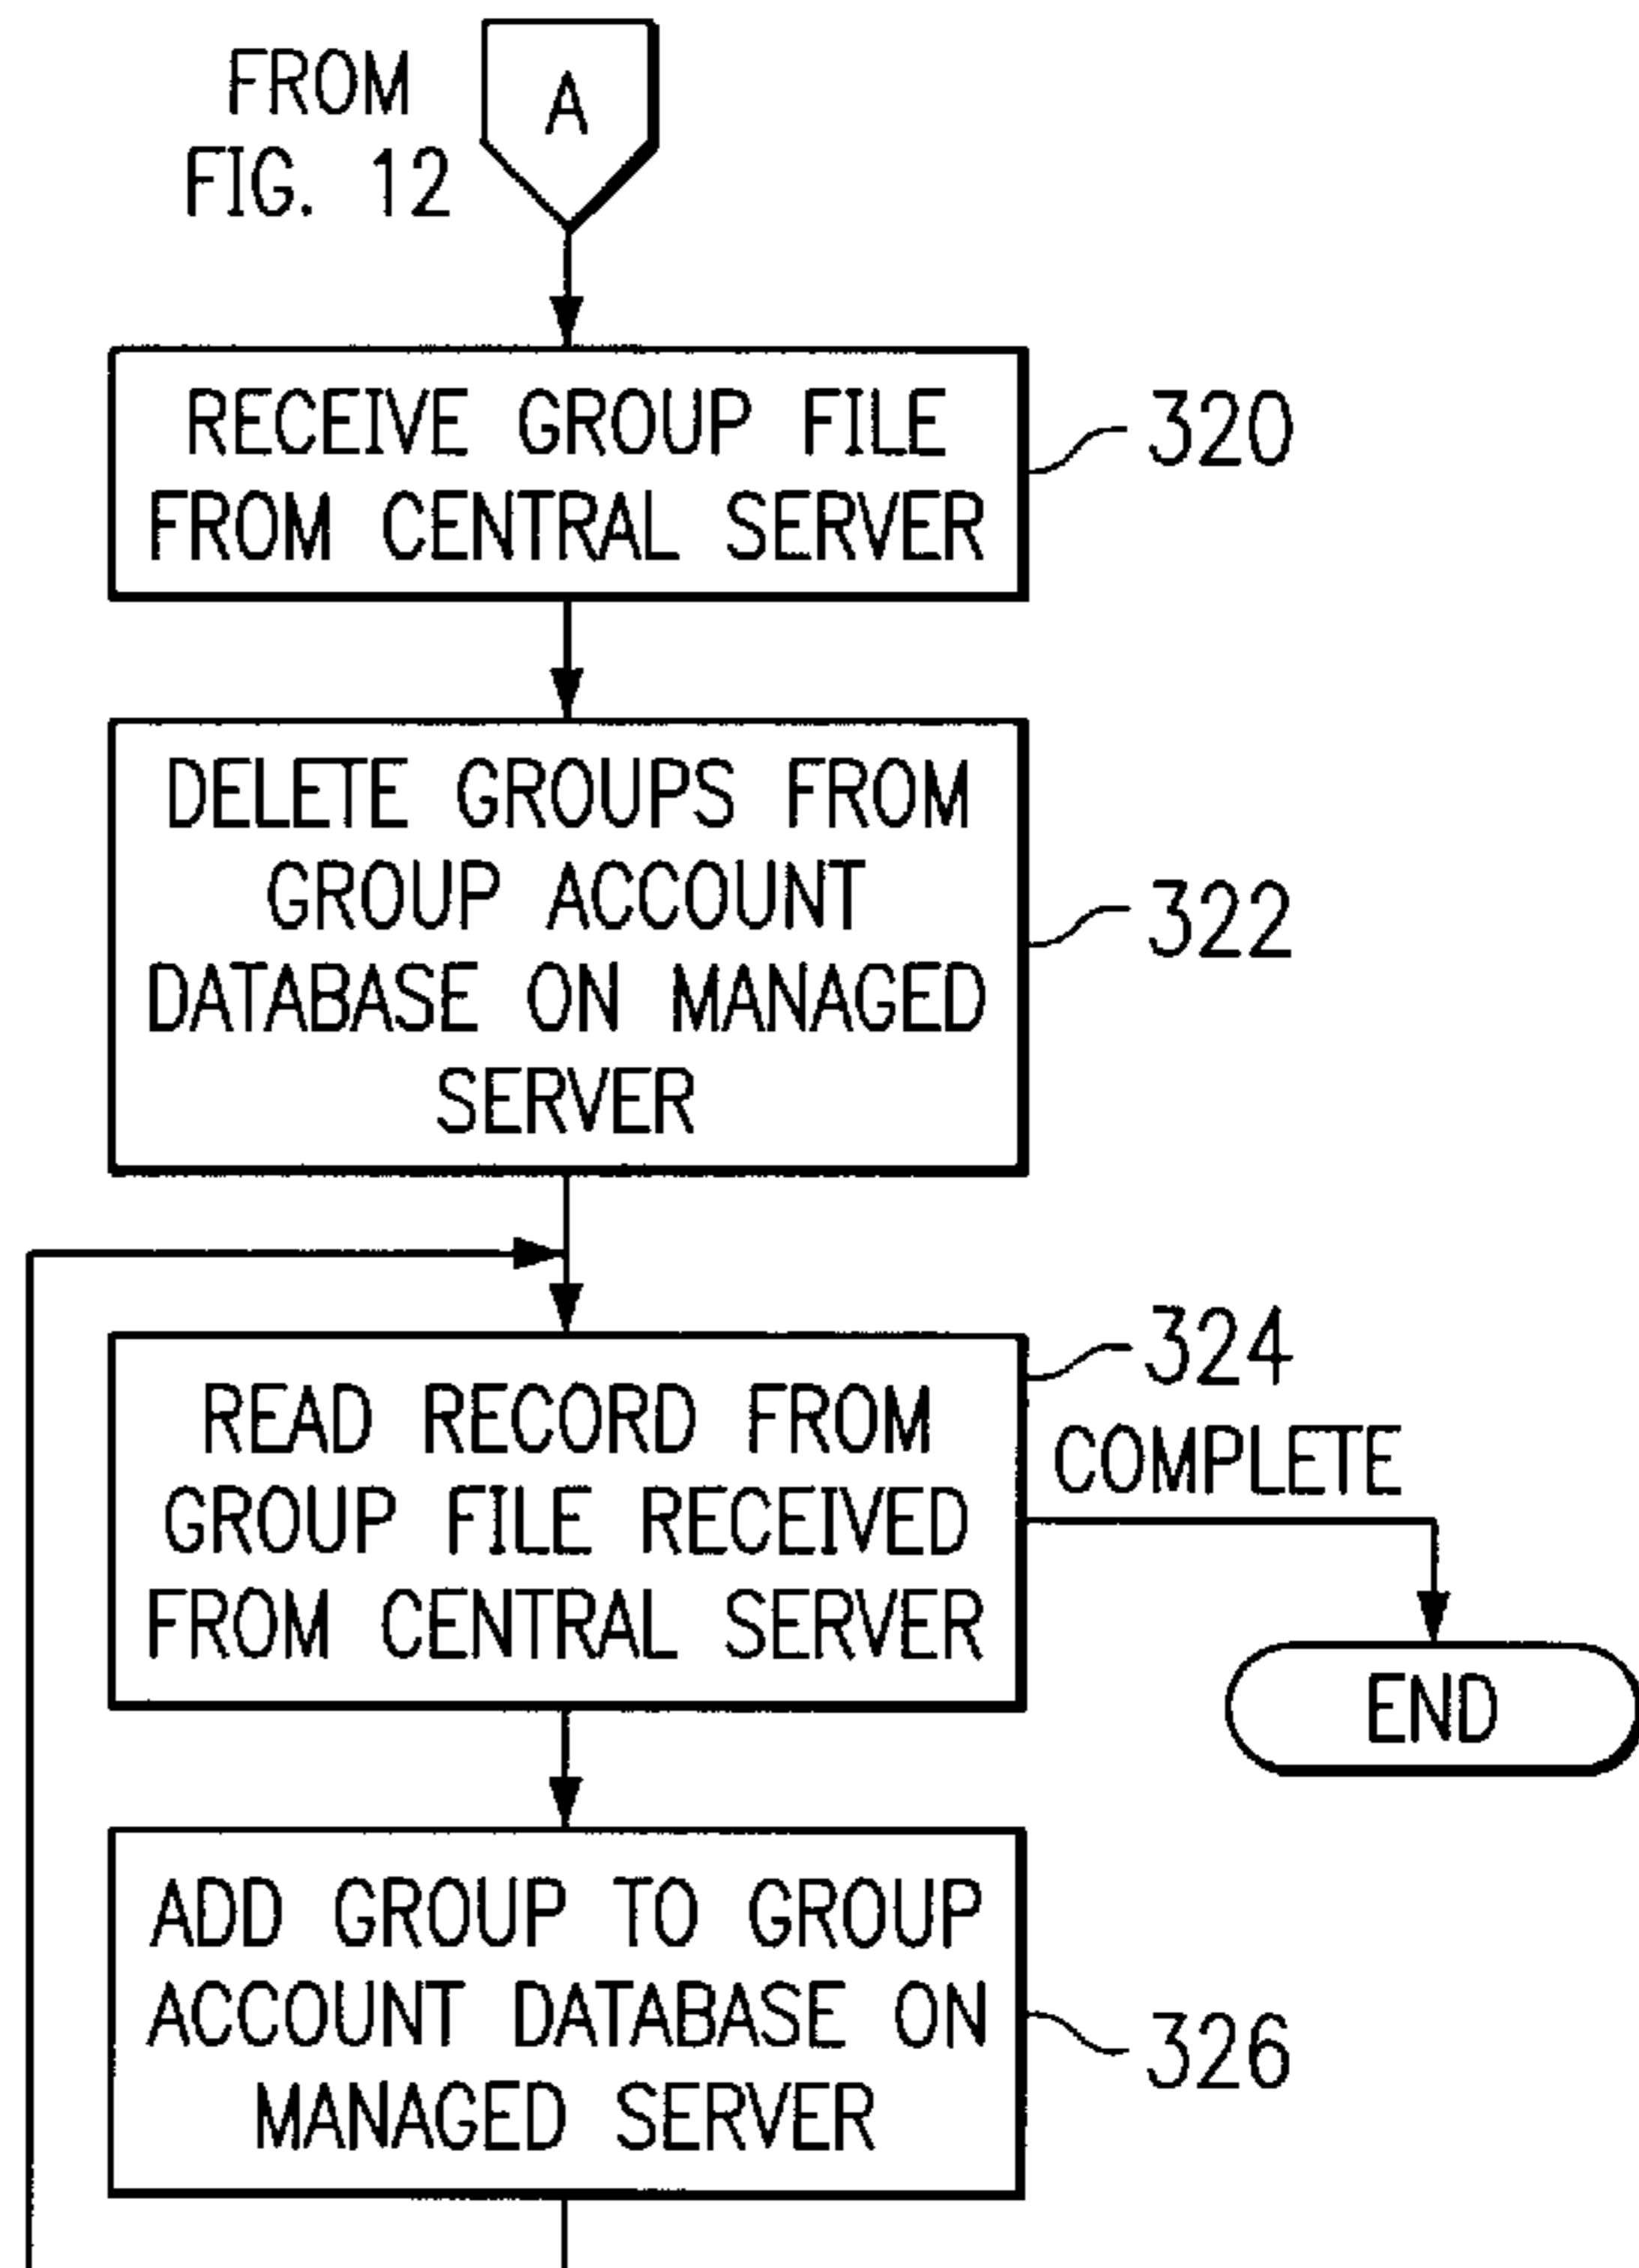 FROM
FIG. 12
A
RECEIVE GROUP FILE
FROM CENTRAL SERVER
320
DELETE GROUPS FROM
GROUP ACCOUNT
DATABASE ON MANAGED
SERVER
322
READ RECORD FROM
GROUP FILE RECEIVED
FROM CENTRAL SERVER
324
COMPLETE
END
ADD GROUP TO GROUP
ACCOUNT DATABASE ON
MANAGED SERVER
326